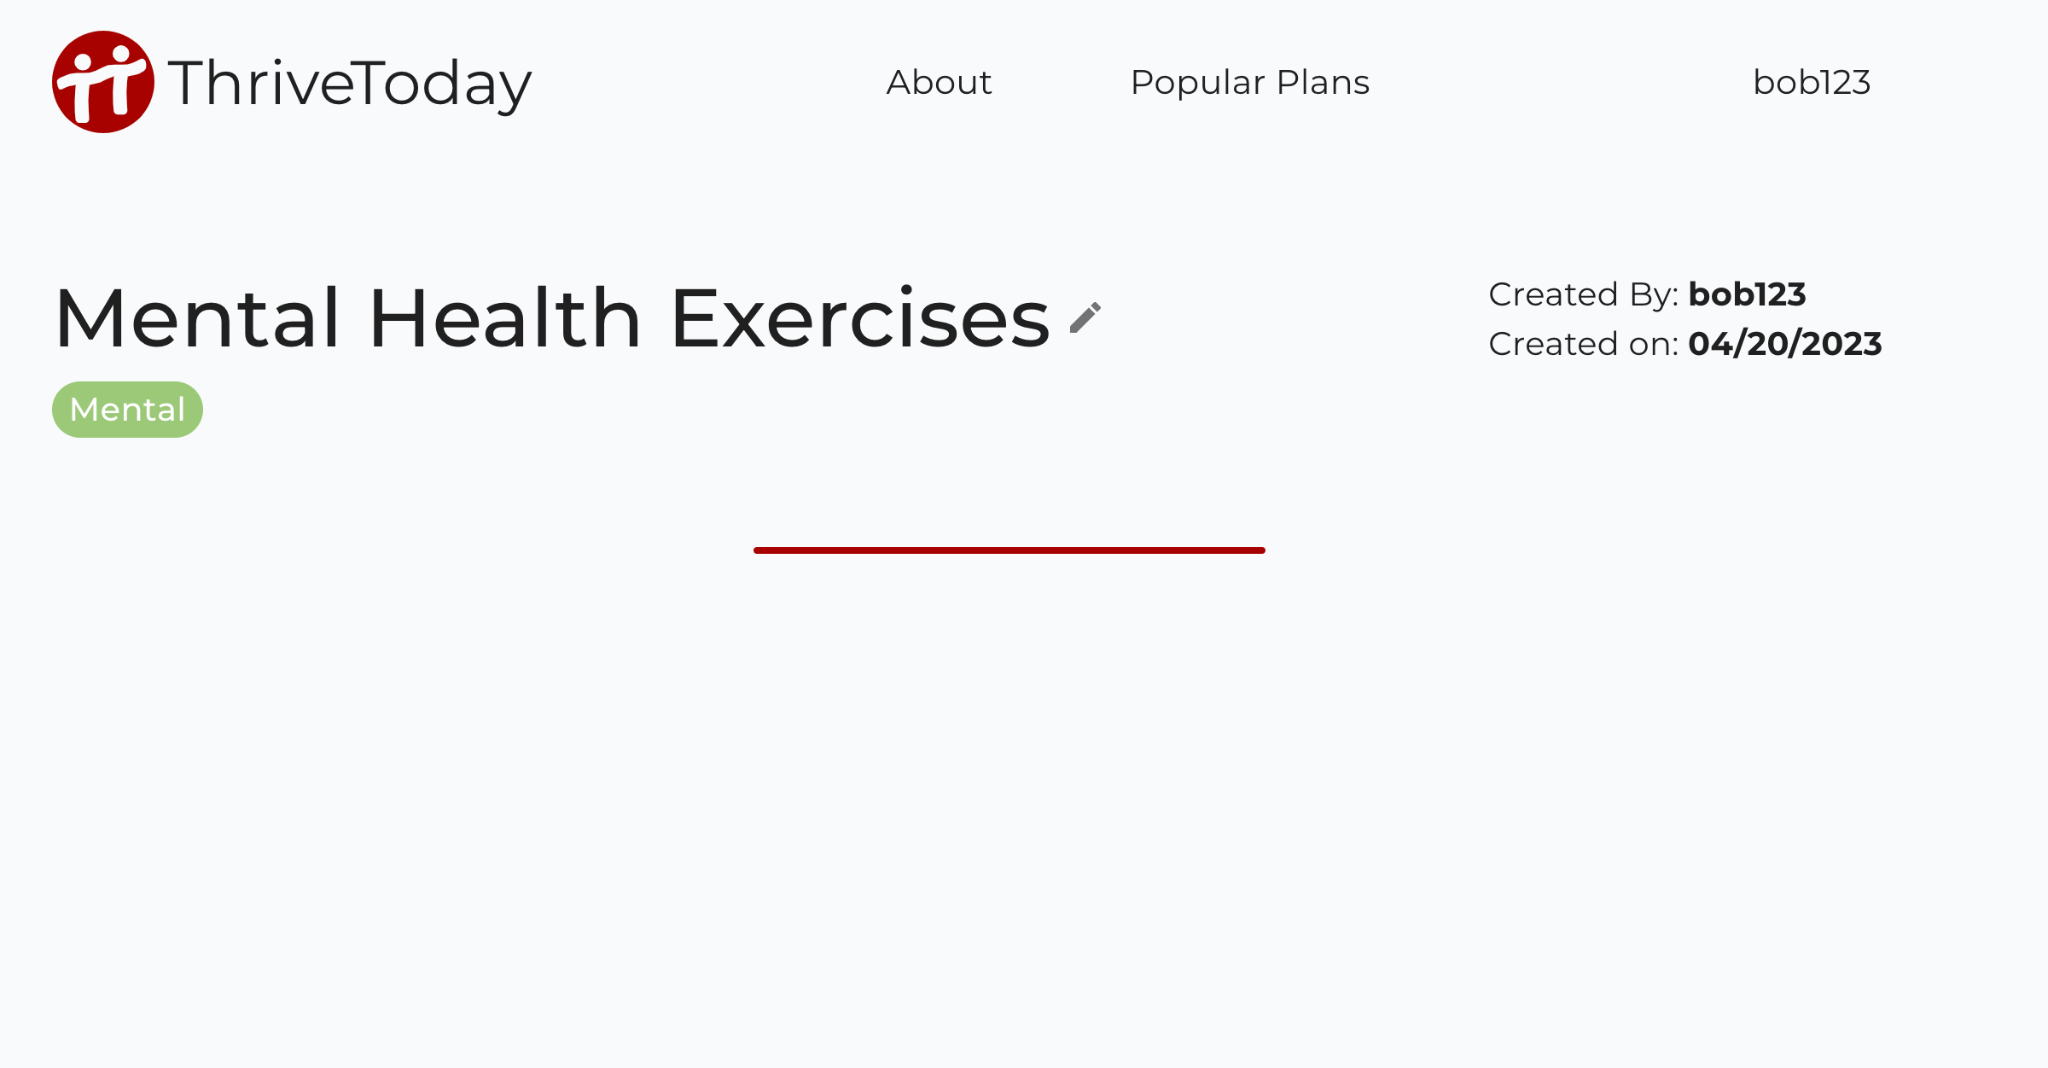 ThriveToday
About
Popular Plans
bob123
Mental Health Exercises
Created By: bob123
Created on: 04/20/2023
Mental